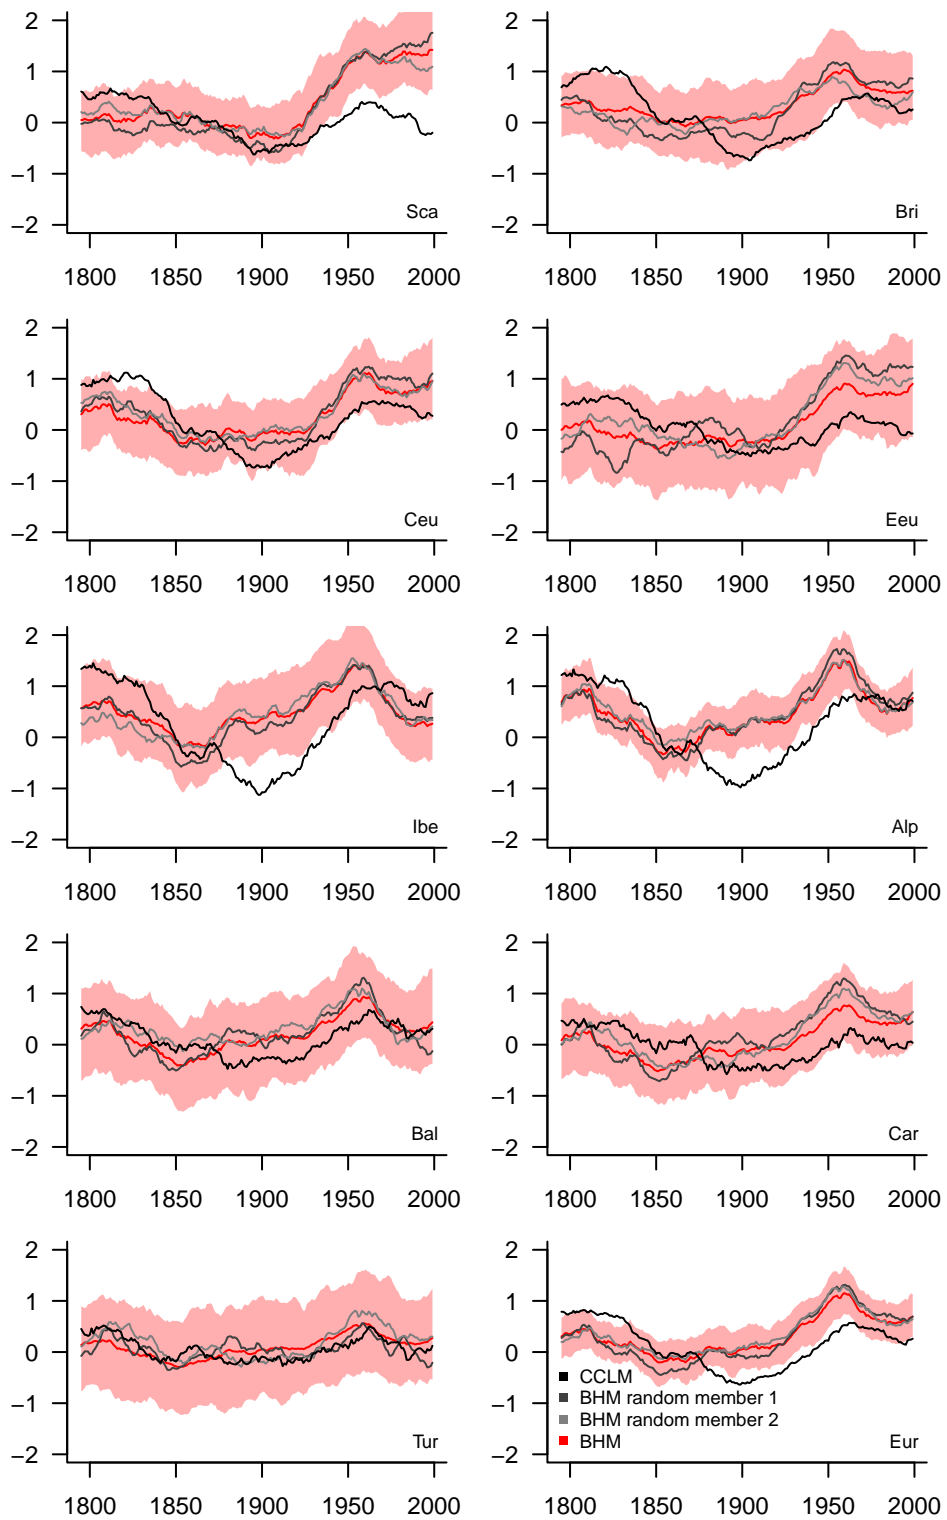 2 2
1 1
0 0
−1 −1
−2 −2
Sca Bri
1800 1850 1900 1950 2000 1800 1850 1900 1950 2000
2 2
1 1
0 0
−1 −1
−2 −2
Ceu Eeu
1800 1850 1900 1950 2000 1800 1850 1900 1950 2000
2 2
1 1
0 0
−1 −1
−2 −2
Ibe Alp
1800 1850 1900 1950 2000 1800 1850 1900 1950 2000
2 2
1 1
0 0
−1 −1
−2 −2
Bal Car
1800 1850 1900 1950 2000 1800 1850 1900 1950 2000
2 2
1 1
0 0
−1 −1
−2 −2
CCLM
BHM random member 1
BHM random member 2
BHM
Tur Eur
1800 1850 1900 1950 2000 1800 1850 1900 1950 2000